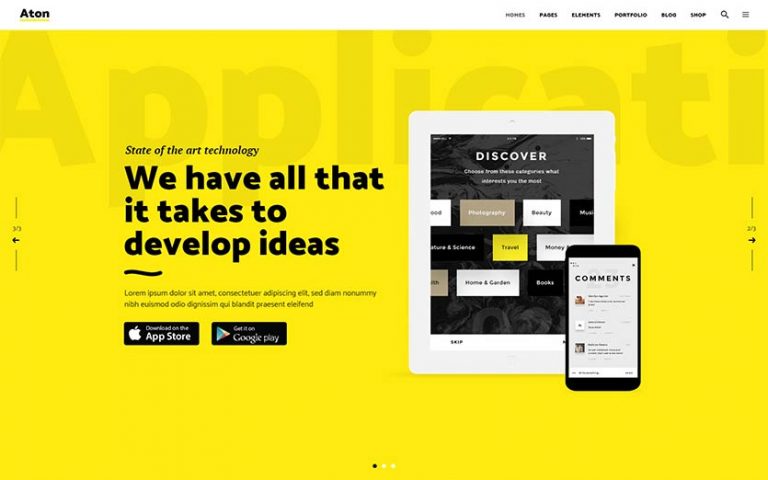 Aton
HOMES PAGES ELEMENTS PORTFOLIO BLOG SHOP
Applicati
State of the art technology
We have all that
it takes to
develop ideas
Lorem ipsum dolor sit amet, consectetuer adipiscing elit, sed diam nonummy
nibh euismod odio dignissim qui blandit praesent eleifend
Download on the
App Store
Get it on
Google play
3/3
2/3
DISCOVER
Choose from these categories what
interests you the most
ood Photography Beauty Musi
ature & Science Travel Money &
lth Home & Garden Books
SKIP
COMMENTS